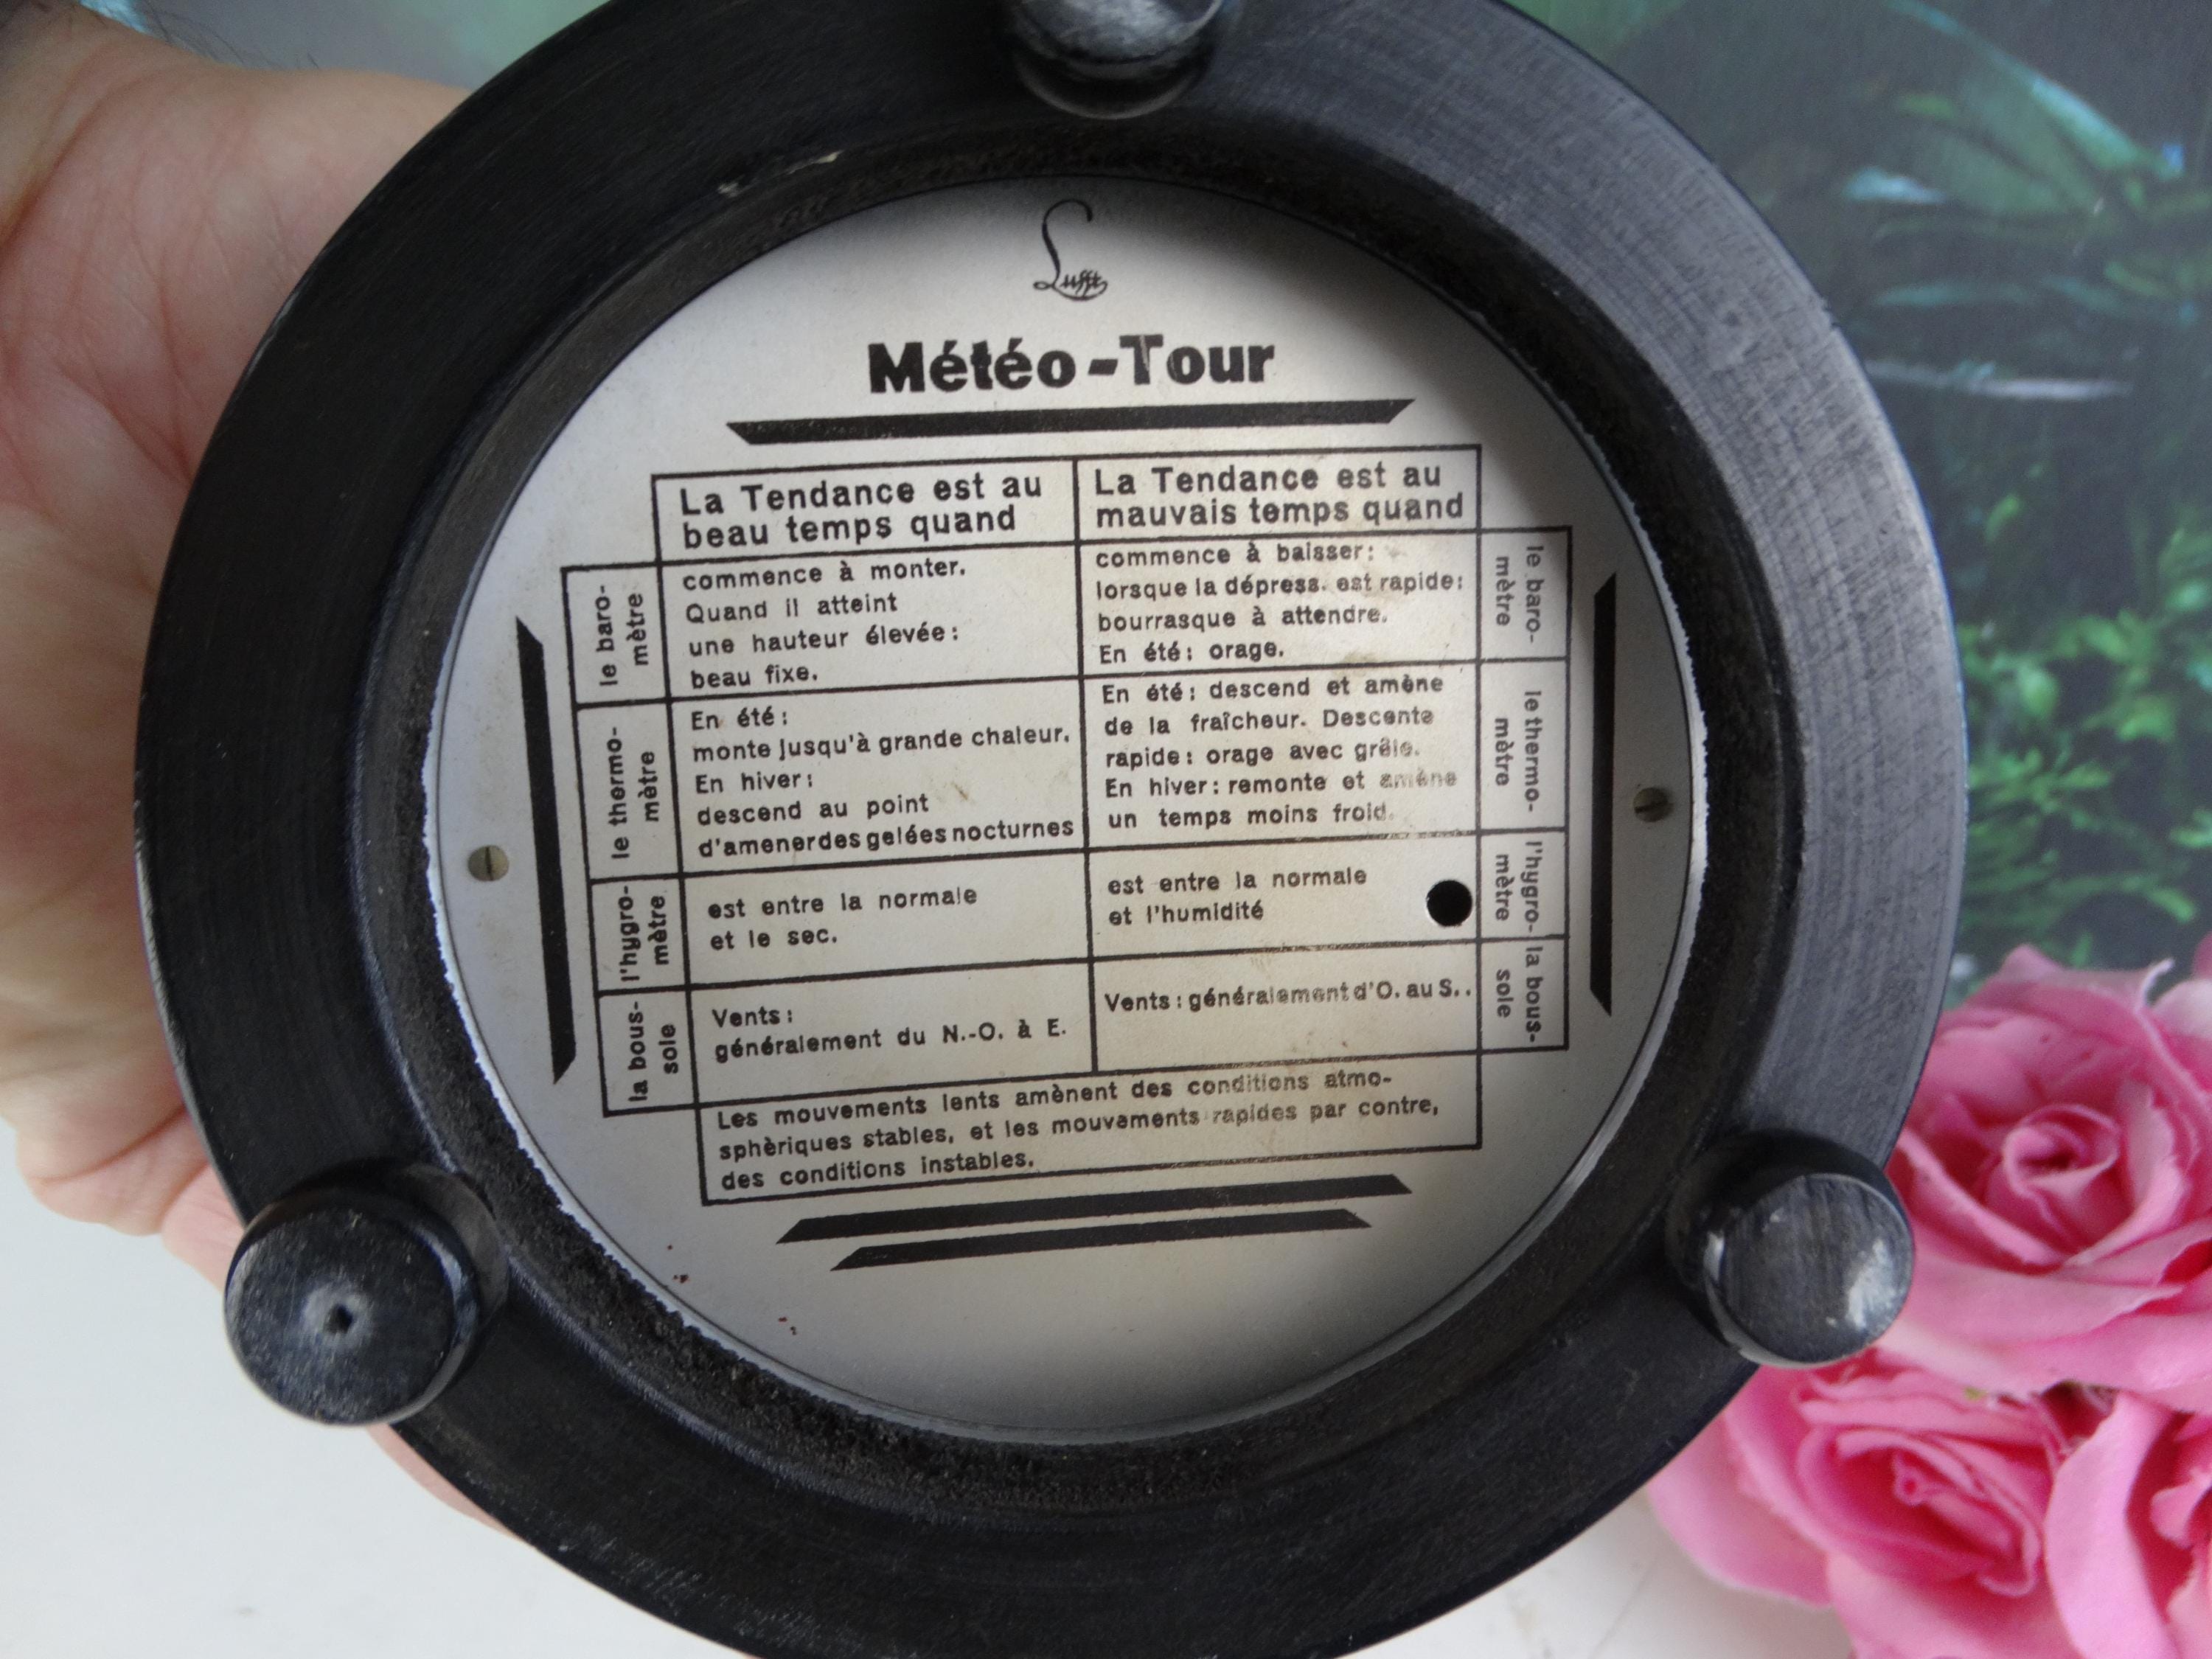 Lufft
Météo-Tour
La Tendance est au
beau temps quand
La Tendance est au
mauvais temps quand
le baro-
mètre
commence à monter.
Quand il atteint
une hauteur élevée:
beau fixe.
commence à baisser:
lorsque la dépress. est rapide:
bourrasque à attendre.
En été: orage.
le baro-
mètre
le thermo-
mètre
En été:
monte jusqu'à grande chaleur.
En hiver:
descend au point
d'amener des gelées nocturnes
En été: descend et amène
de la fraîcheur. Descente
rapide: orage avec grêle.
En hiver: remonte et amène
un temps moins froid.
le thermo-
mètre
l'hygro-
mètre
est entre la normale
et le sec.
est entre la normale
et l'humidité
l'hygro-
mètre
la bous-
sole
Vents:
généralement du N.-O. à E.
Vents: généralement d'O. au S..
la bous-
sole
Les mouvements lents amènent des conditions atmo-
sphèriques stables, et les mouvaments rapides par contre,
des conditions instables.